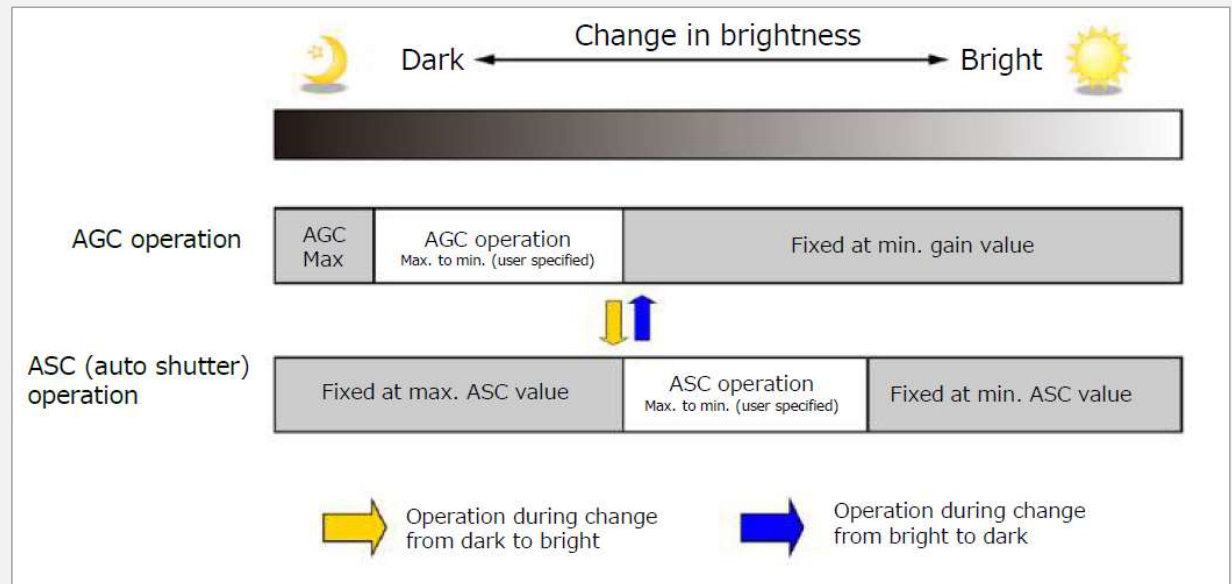 Change in brightness
Dark
Bright
AGC operation
AGC
Max
AGC operation
Max. to min. (user specified)
Fixed at min. gain value
ASC (auto shutter)
operation
Fixed at max. ASC value
ASC operation
Max. to min. (user specified)
Fixed at min. ASC value
Operation during change
from dark to bright
Operation during change
from bright to dark